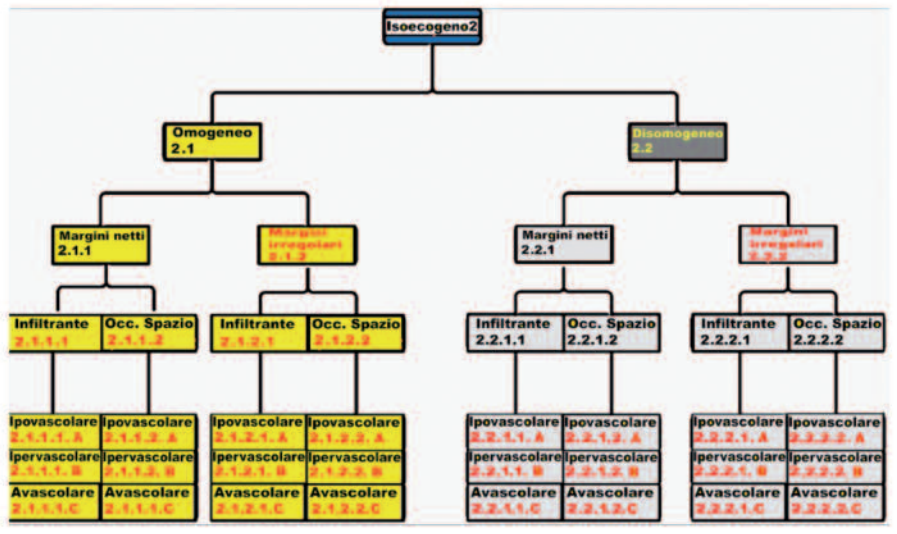 Isoecogeno2
Omogeneo
2.1
Disomogeneo
2.2
Margini netti
2.1.1
Margini
irregolari
2.1.2
Margini netti
2.2.1
Margini
irregolari
2.2.2
Infiltrante Occ. Spazio
2.1.1.1 2.1.1.2
Infiltrante Occ. Spazio
2.1.2.1 2.1.2.2
Infiltrante Occ. Spazio
2.2.1.1 2.2.1.2
Infiltrante Occ. Spazio
2.2.2.1 2.2.2.2
Ipovascolare Ipovascolare
2.1.1.1. A 2.1.1.2. A
Ipervascolare Ipervascolare
2.1.1.1. B 2.1.1.2. B
Avascolare Avascolare
2.1.1.1.C 2.1.1.1.C
Ipovascolare Ipovascolare
2.1.2.1. A 2.1.2.2. A
Ipervascolare Ipervascolare
2.1.2.1. B 2.1.2.2. B
Avascolare Avascolare
2.1.2.1.C 2.1.2.2.C
Ipovascolare Ipovascolare
2.2.1.1. A 2.2.1.2. A
Ipervascolare Ipervascolare
2.2.1.1. B 2.2.1.2. B
Avascolare Avascolare
2.2.1.1.C 2.2.1.2.C
Ipovascolare Ipovascolare
2.2.2.1. A 2.2.2.2. A
Ipervascolare Ipervascolare
2.2.2.1. B 2.2.2.2. B
Avascolare Avascolare
2.2.2.1.C 2.2.2.2.C